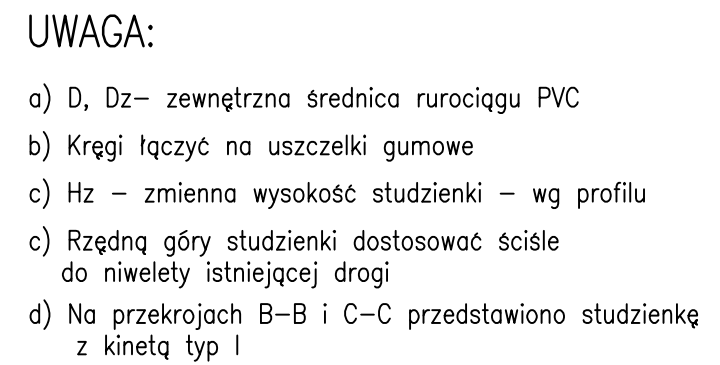 UWAGA:
a) D, Dz– zewnętrzna średnica rurociągu PVC
b) Kręgi łączyć na uszczelki gumowe
c) Hz – zmienna wysokość studzienki – wg profilu
c) Rzędną góry studzienki dostosować ściśle
do niwelety istniejącej drogi
d) Na przekrojach B–B i C–C przedstawiono studzienkę
z kinetą typ I